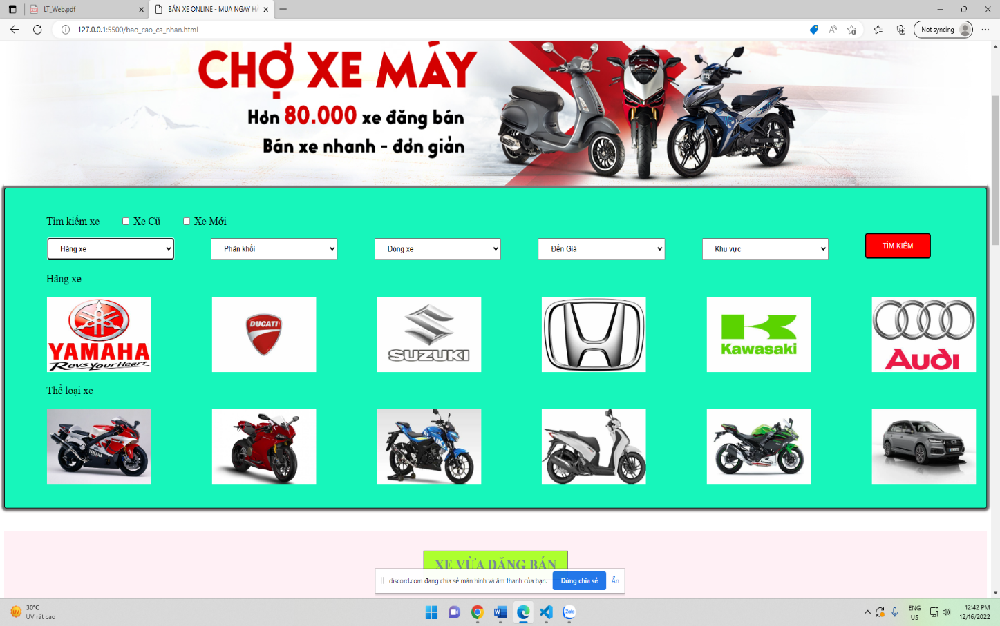 LT_Web.pdf
BÁN XE ONLINE - MUA NGAY H
127.0.0.1:5500/bao_cao_ca_nhan.html
Not syncing
CHỢ XE MÁY
Hơn 80.000 xe đăng bán
Bán xe nhanh - đơn giản
Tìm kiếm xe Xe Cũ Xe Mới
Hãng xe Phân khối Dòng xe Đến Giá Khu vực TÌM KIẾM
Hãng xe
YAMAHA
Revs Your Heart
DUCATI
SUZUKI
Kawasaki
Audi
Thể loại xe
XE VỪA ĐĂNG BÁN
discord.com đang chia sẻ màn hình và âm thanh của bạn. Dừng chia sẻ Ẩn
30°C
UV rất cao
Zalo
ENG
US
12:42 PM
12/16/2022